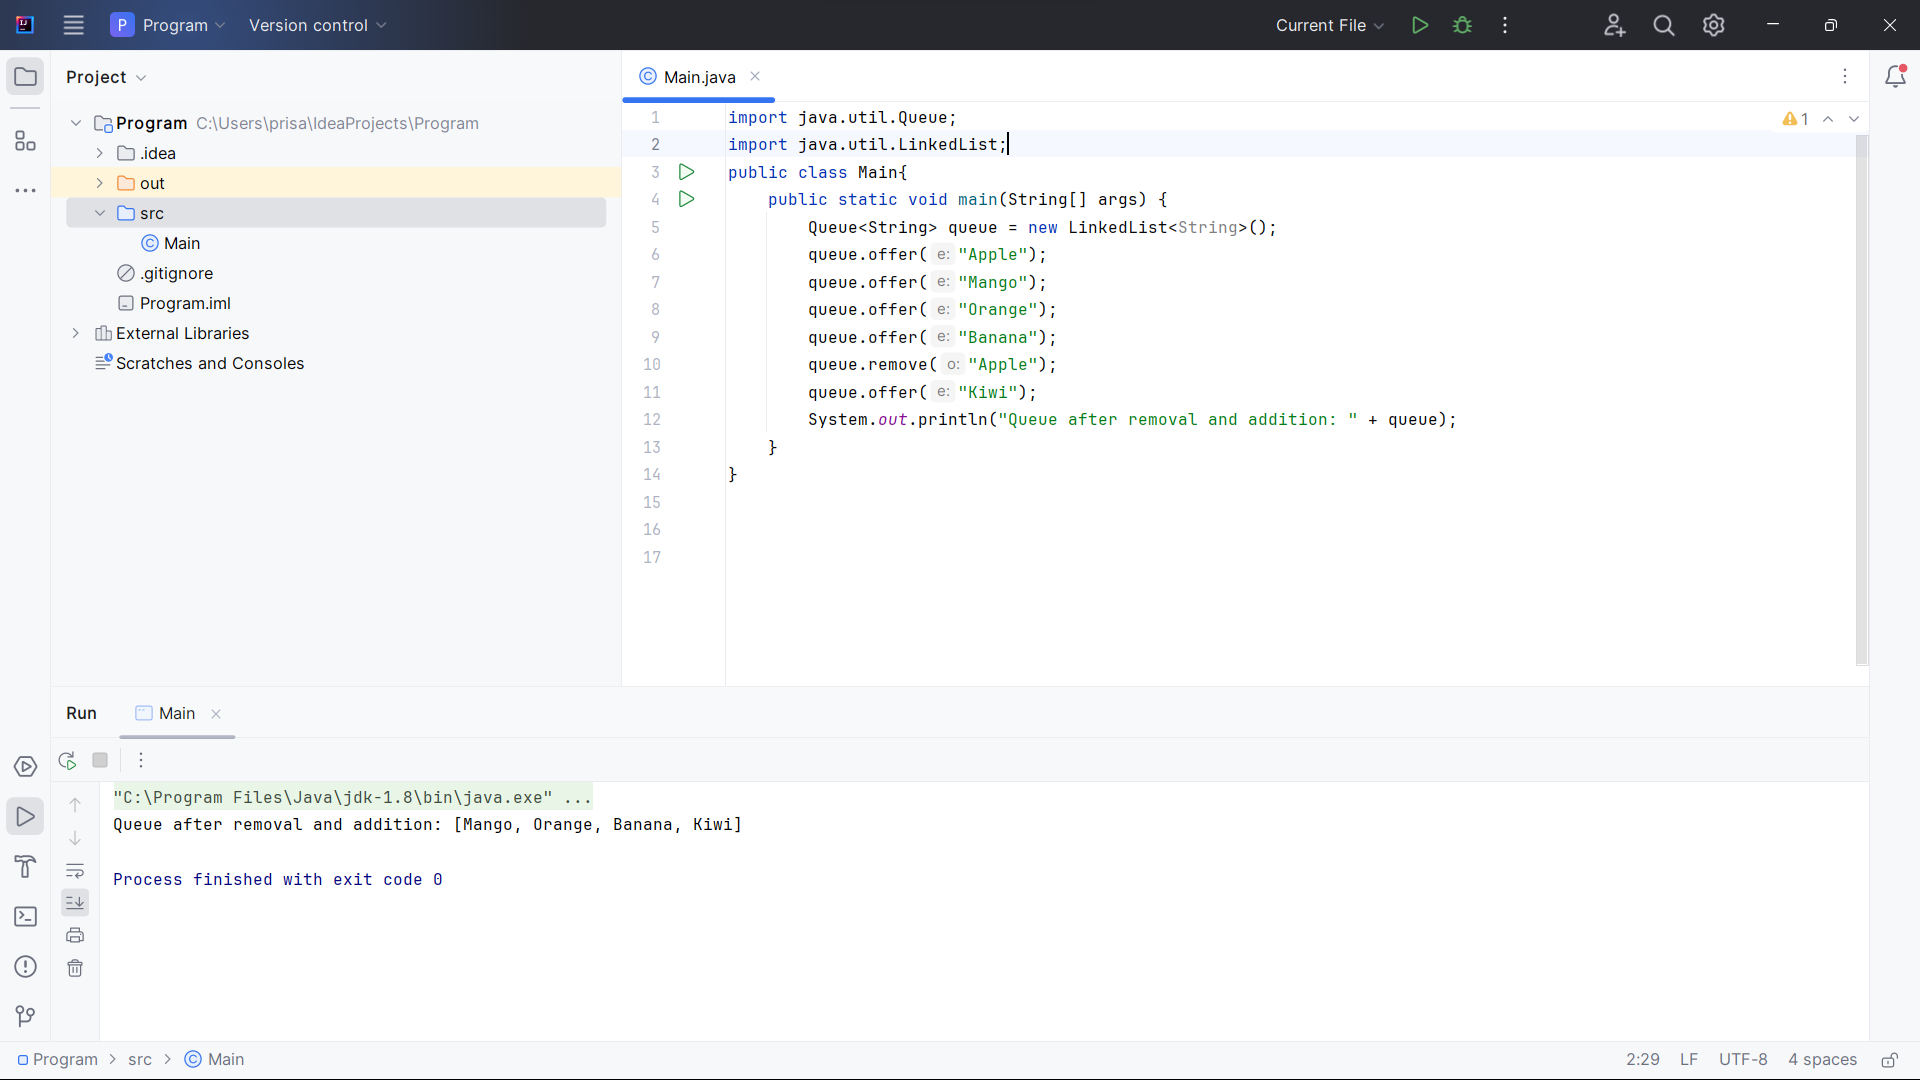 Program
Version control
Current File
Project
Main.java
Program C:\Users\prisa\IdeaProjects\Program
.idea
out
src
Main
.gitignore
Program.iml
External Libraries
Scratches and Consoles
1 import java.util.Queue;
2 import java.util.LinkedList;
3 public class Main{
4 public static void main(String[] args) {
5 Queue<String> queue = new LinkedList<String>();
6 queue.offer( e: "Apple");
7 queue.offer( e: "Mango");
8 queue.offer( e: "Orange");
9 queue.offer( e: "Banana");
10 queue.remove( o: "Apple");
11 queue.offer( e: "Kiwi");
12 System.out.println("Queue after removal and addition: " + queue);
13 }
14 }
15
16
17
1
Run
Main
"C:\Program Files\Java\jdk-1.8\bin\java.exe" ...
Queue after removal and addition: [Mango, Orange, Banana, Kiwi]
Process finished with exit code 0
Program > src > Main
2:29 LF UTF-8 4 spaces